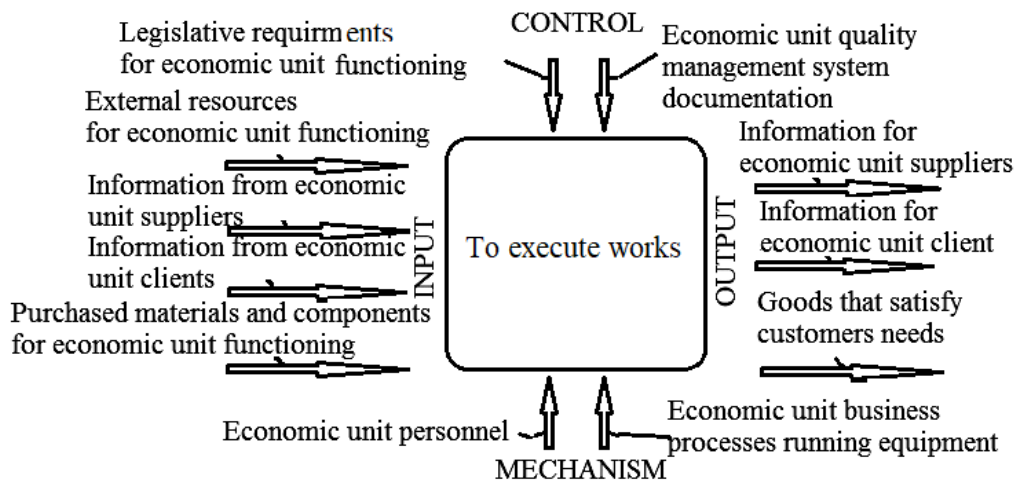 CONTROL
Legislative requirments
for economic unit functioning
Economic unit quality
management system
documentation
External resources
for economic unit functioning
Information from economic
unit suppliers
Information from economic
unit clients
Purchased materials and components
for economic unit functioning
INPUT
To execute works
OUTPUT
Information for
economic unit suppliers
Information for
economic unit client
Goods that satisfy
customers needs
Economic unit personnel
Economic unit business
processes running equipment
MECHANISM